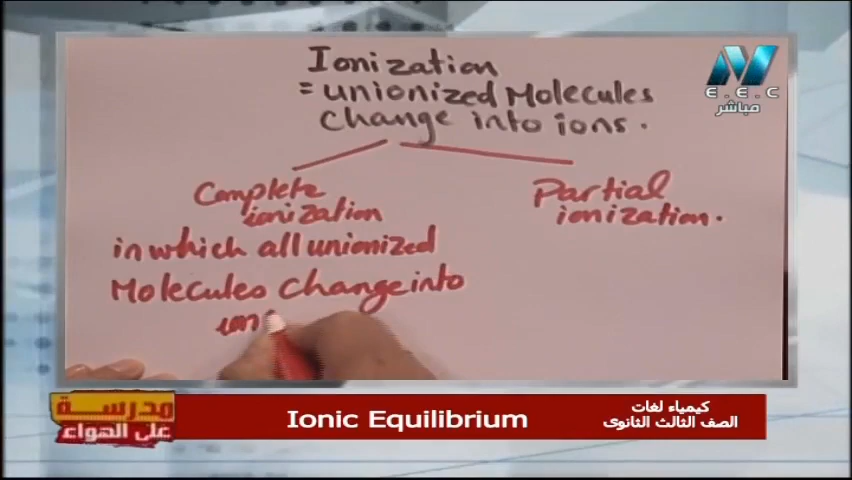 Ionization
= unionized Molecules
change into ions.
Complete
ionization
Partial
ionization.
in which all unionized
Molecules Change into
ion
E.E.C
مباشر
مدرسة
على الهواء
Ionic Equilibrium
كيمياء لغات
الصف الثالث الثانوى